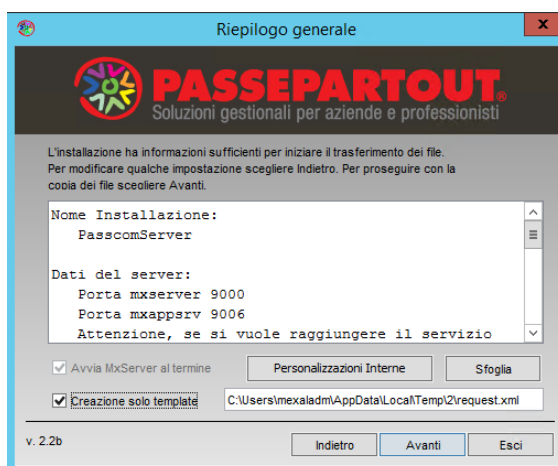 Riepilogo generale
x
PASSEPARTOUT®
Soluzioni gestionali per aziende e professionisti
L'installazione ha informazioni sufficienti per iniziare il trasferimento dei file.
Per modificare qualche impostazione scegliere Indietro. Per proseguire con la
copia dei file scegliere Avanti.
Nome Installazione:
PasscomServer
Dati del server:
Porta mxserver 9000
Porta mxappsrv 9006
Attenzione, se si vuole raggiungere il servizio
Avvia MxServer al termine
Personalizzazioni Interne
Sfoglia
Creazione solo template
C:\Users\mexaladm\AppData\Local\Temp\2\request.xml
v. 2.2b
Indietro
Avanti
Esci